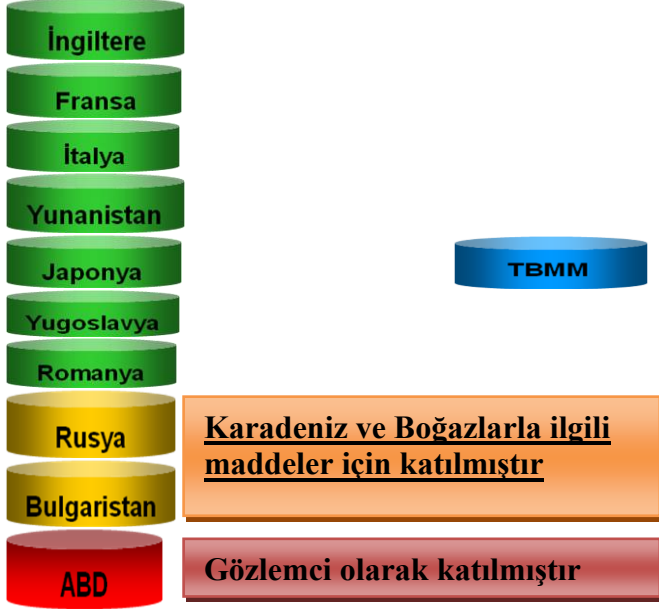 İngiltere
Fransa
İtalya
Yunanistan
Japonya
TBMM
Yugoslavya
Romanya
Rusya
Bulgaristan
Karadeniz ve Boğazlarla ilgili
maddeler için katılmıştır
ABD
Gözlemci olarak katılmıştır